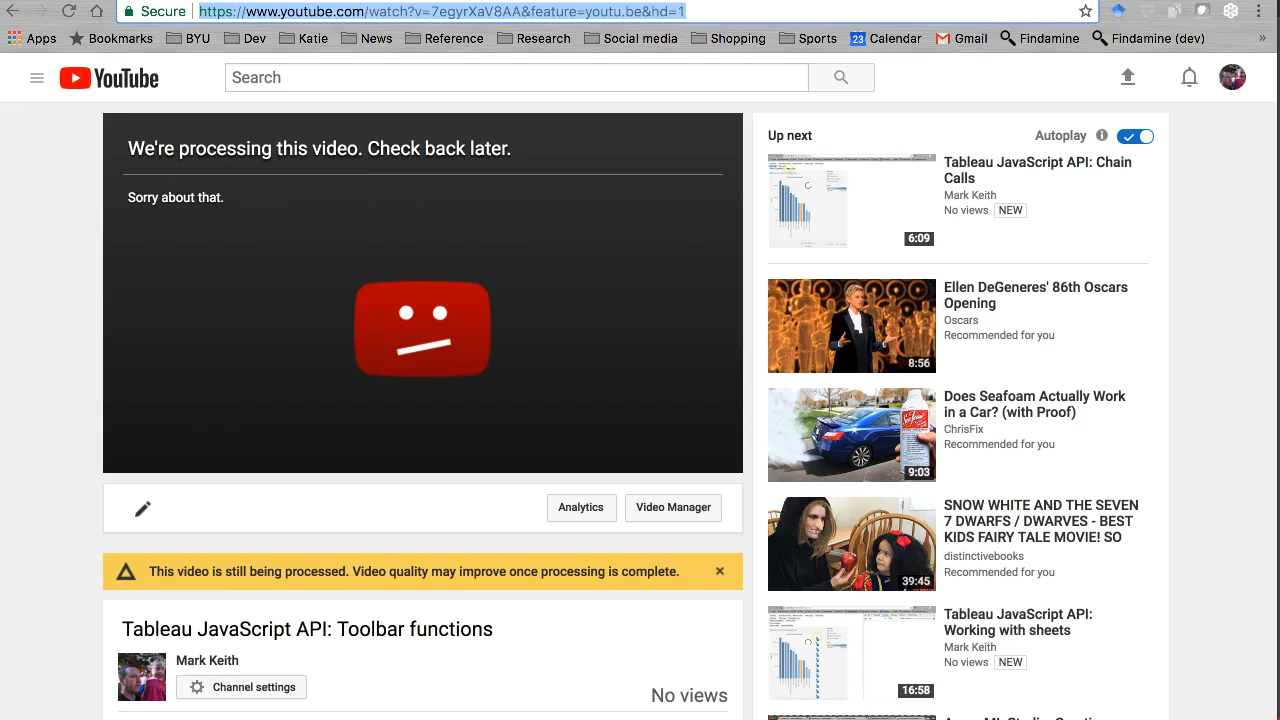 Secure https://www.youtube.com/watch?v=7egyrXaV8AA&feature=youtu.be&hd=1
Apps Bookmarks BYU Dev Katie News Reference Research Social media Shopping Sports 23 Calendar Gmail Findamine Findamine (dev) »
YouTube
Search
We're processing this video. Check back later.
Sorry about that.
Analytics
Video Manager
This video is still being processed. Video quality may improve once processing is complete.
Tableau JavaScript API: Toolbar functions
Mark Keith
Channel settings
No views
Up next
Autoplay
Tableau JavaScript API: Chain
Calls
Mark Keith
No views NEW
6:09
Ellen DeGeneres' 86th Oscars
Opening
Oscars
Recommended for you
8:56
Does Seafoam Actually Work
in a Car? (with Proof)
ChrisFix
Recommended for you
9:03
SNOW WHITE AND THE SEVEN
7 DWARFS / DWARVES - BEST
KIDS FAIRY TALE MOVIE! SO
distinctivebooks
Recommended for you
39:45
Tableau JavaScript API:
Working with sheets
Mark Keith
No views NEW
16:58